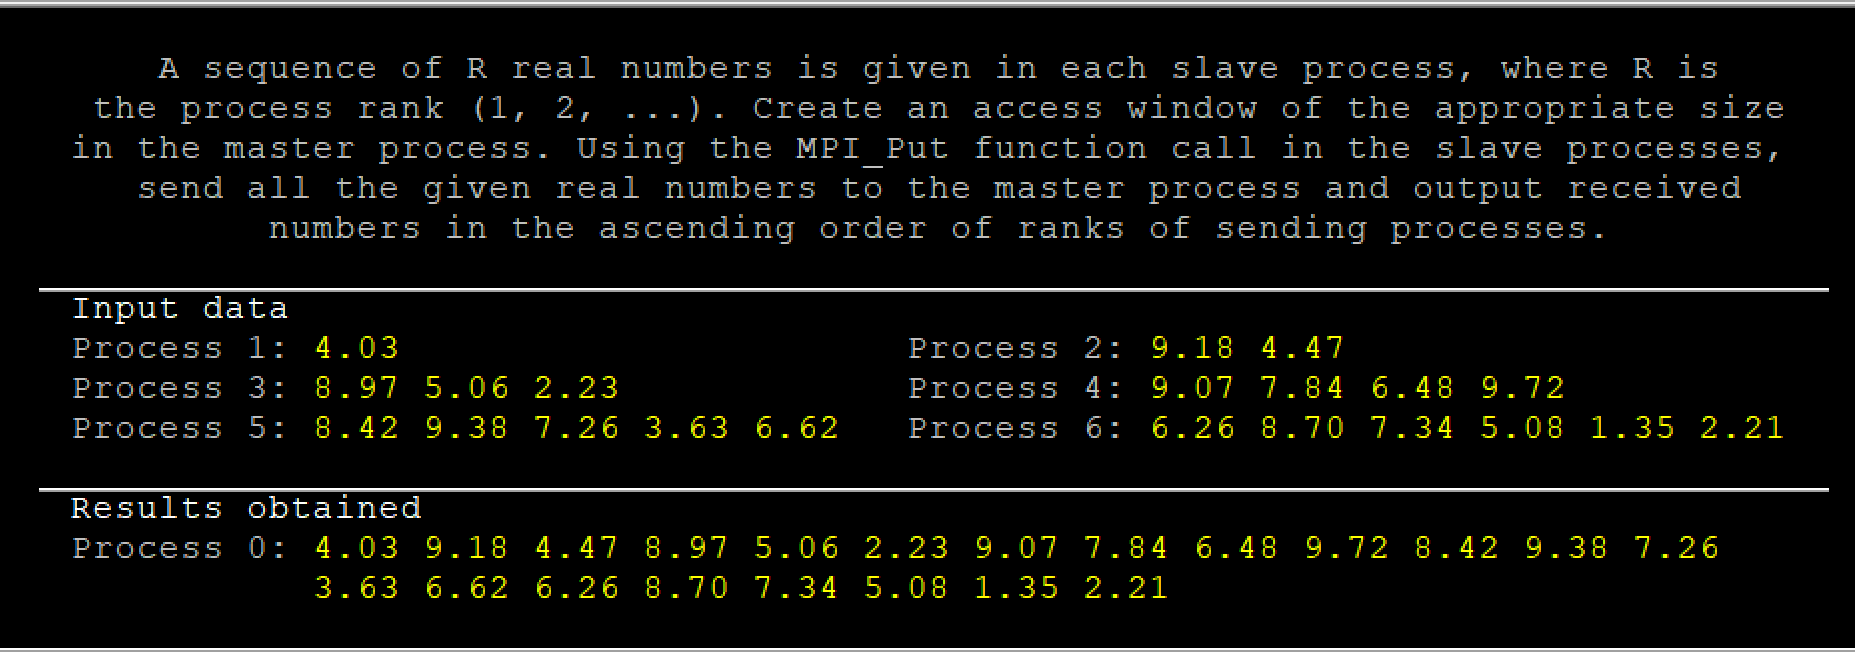 A sequence of R real numbers is given in each slave process, where R is
the process rank (1, 2, ...). Create an access window of the appropriate size
in the master process. Using the MPI_Put function call in the slave processes,
send all the given real numbers to the master process and output received
numbers in the ascending order of ranks of sending processes.
Input data
Process 1: 4.03 Process 2: 9.18 4.47
Process 3: 8.97 5.06 2.23 Process 4: 9.07 7.84 6.48 9.72
Process 5: 8.42 9.38 7.26 3.63 6.62 Process 6: 6.26 8.70 7.34 5.08 1.35 2.21
Results obtained
Process 0: 4.03 9.18 4.47 8.97 5.06 2.23 9.07 7.84 6.48 9.72 8.42 9.38 7.26
3.63 6.62 6.26 8.70 7.34 5.08 1.35 2.21